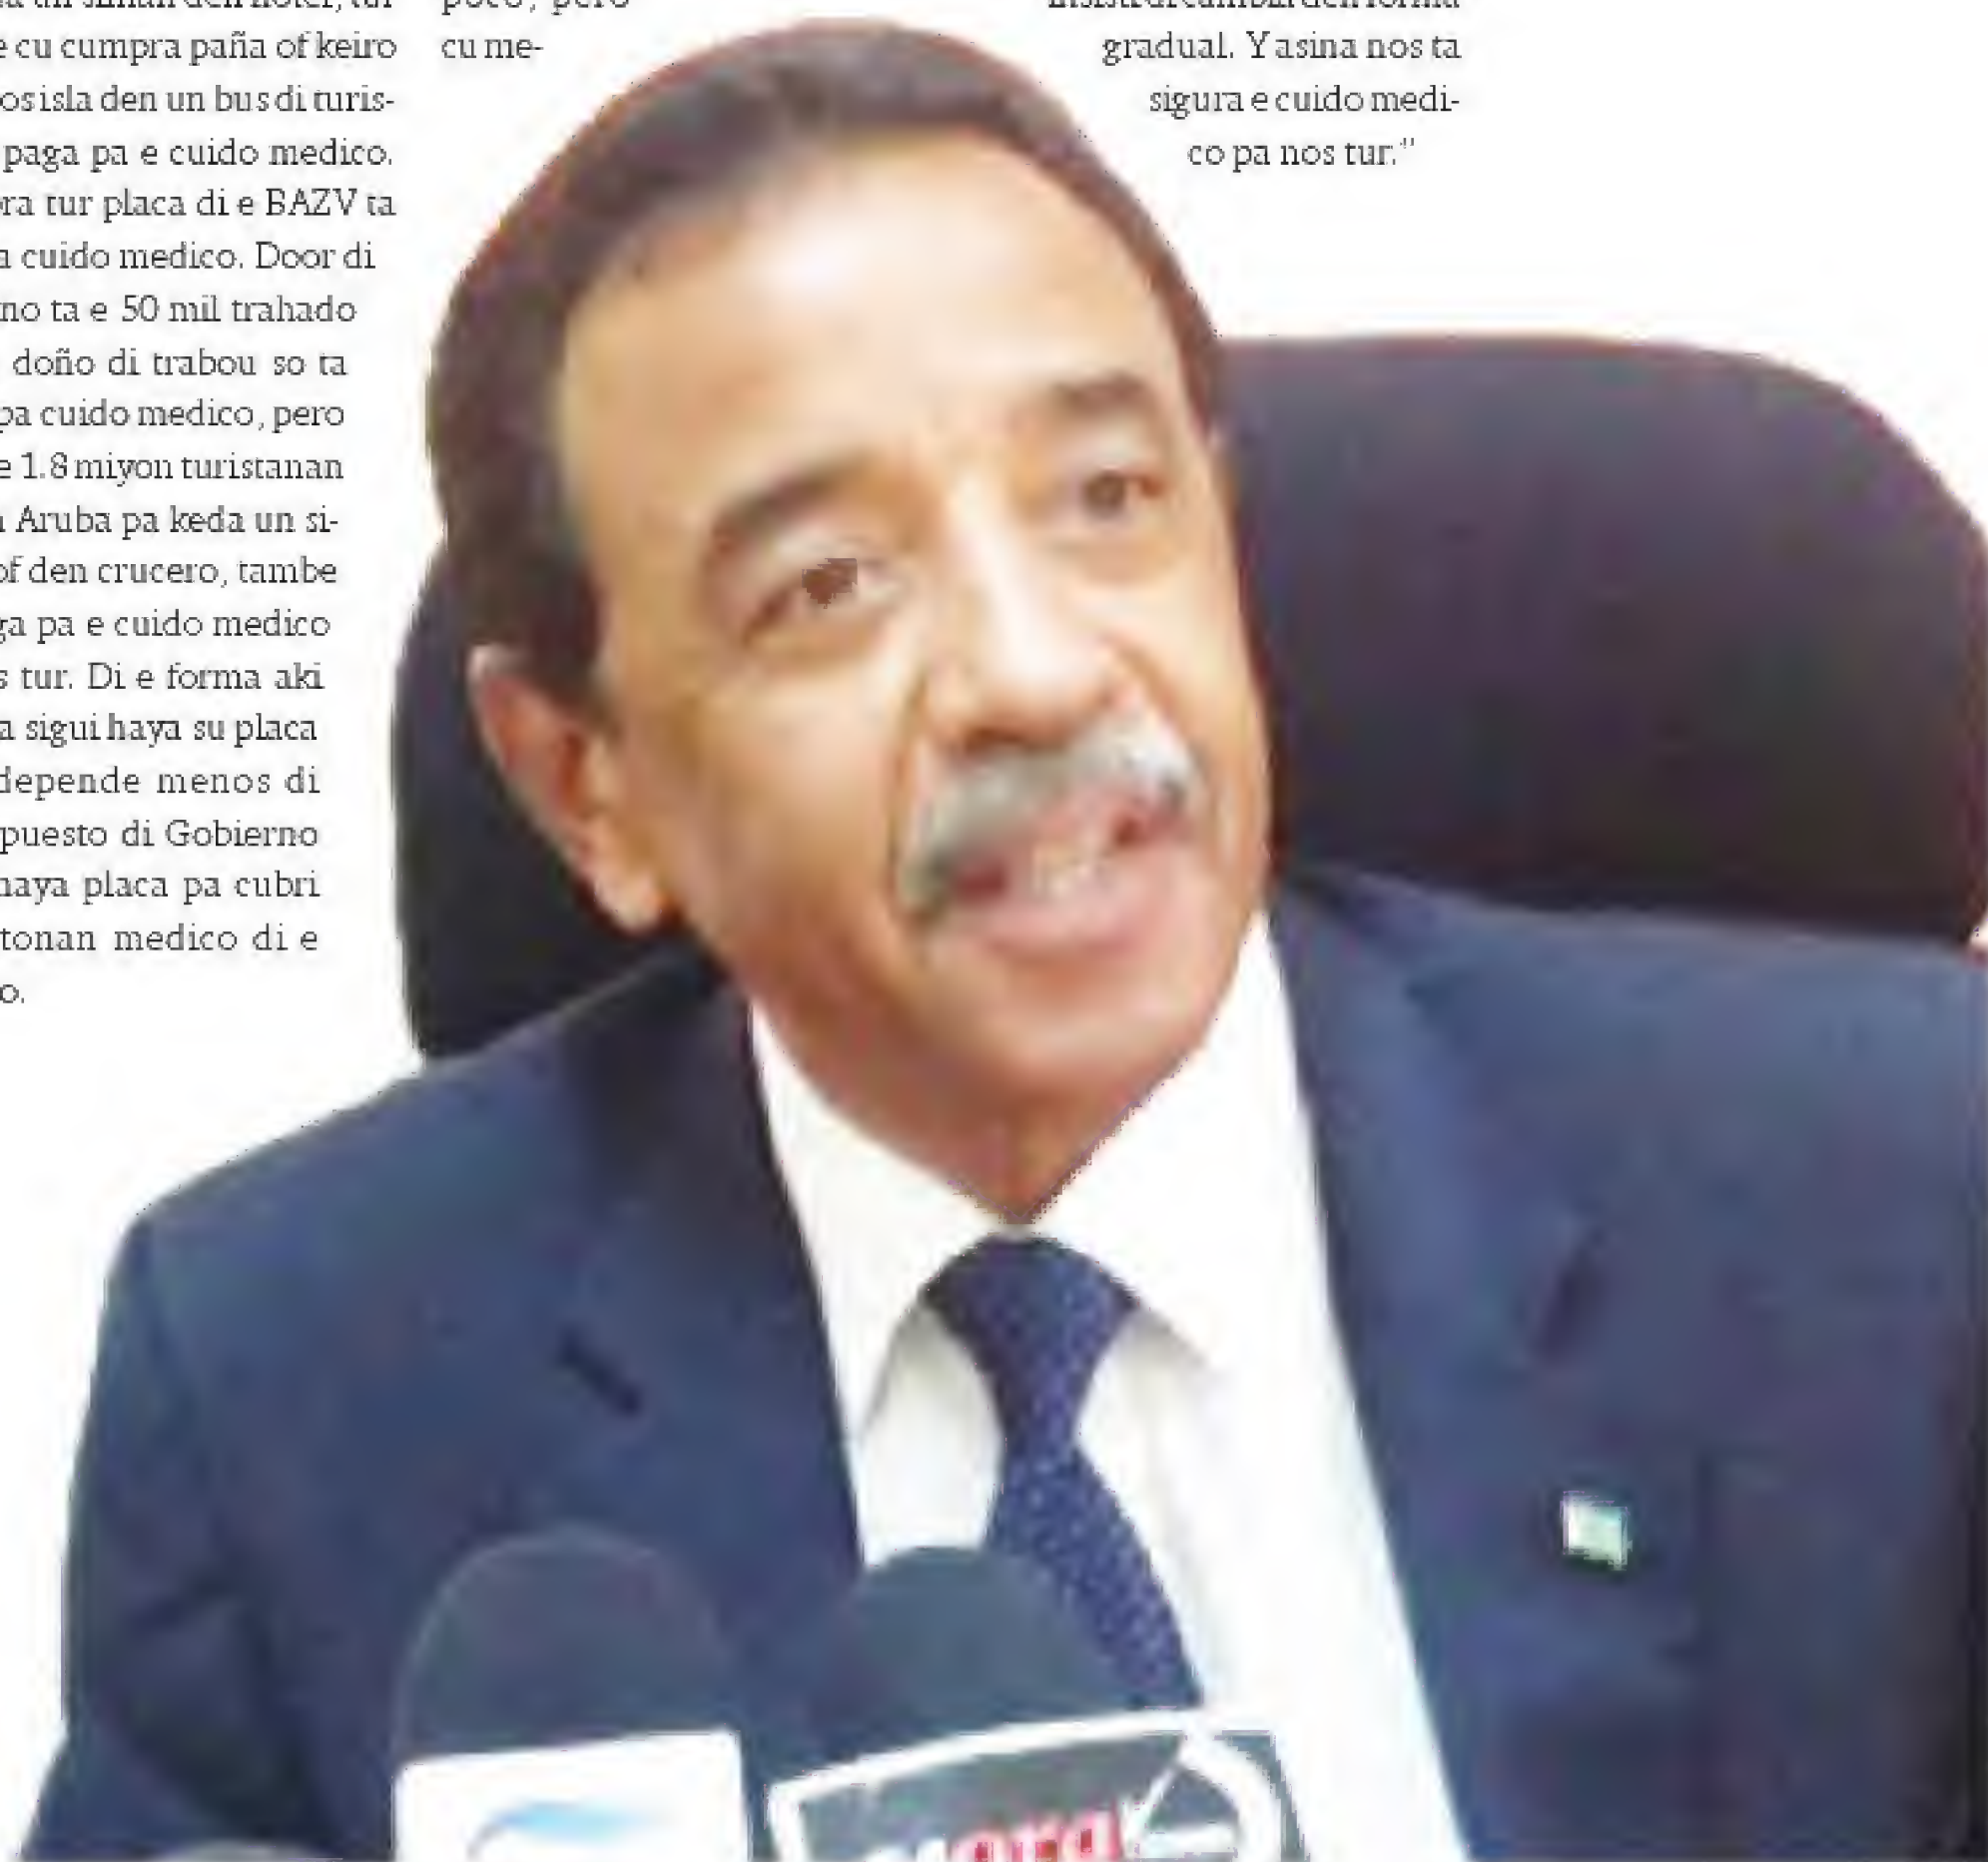 cu cumpra paña of keiro
isla den un bus di turis-
paga pa e cuido medico.
tur placa di e BAZV ta
cuido medico. Door di
no ta e 50 mil trahado
doño di trabou so ta
pa cuido medico, pero
e 1.8 miyon turistanan
Aruba pa keda un si-
of den crucero, tambe
pa e cuido medico
tur. Di e forma aki
sigui haya su placa
depende menos di
puesto di Gobierno
haya placa pa cubri
tonan medico di e
o.
poco, pero
cu me-
gradual. Y asina nos ta
sigura e cuido medi-
co pa nos tur."